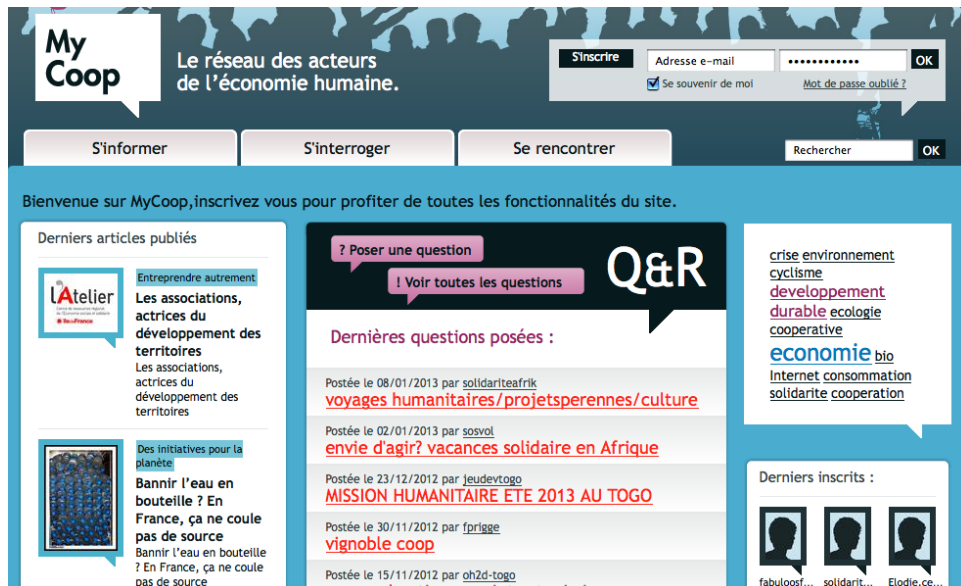 My
Coop
Le réseau des acteurs
de l'économie humaine.
S'inscrire
Adresse e-mail
OK
Se souvenir de moi
Mot de passe oublié ?
S'informer
S'interroger
Se rencontrer
Rechercher
OK
Bienvenue sur MyCoop,inscrivez vous pour profiter de toutes les fonctionnalités du site.
Derniers articles publiés
l'Atelier
Entreprendre autrement
Les associations,
actrices du
développement des
territoires
Les associations,
actrices du
développement des
territoires
Des initiatives pour la
planète
Bannir l'eau en
bouteille ? En
France, ça ne coule
pas de source
Bannir l'eau en bouteille
? En France, ça ne coule
pas de source
? Poser une question
! Voir toutes les questions
Q&R
Dernières questions posées :
Postée le 08/01/2013 par solidariteafrik
voyages humanitaires/projetsperennes/culture
Postée le 02/01/2013 par sosvol
envie d'agir? vacances solidaire en Afrique
Postée le 23/12/2012 par jeudevtogo
MISSION HUMANITAIRE ETE 2013 AU TOGO
Postée le 30/11/2012 par fprigge
vignoble coop
Postée le 15/11/2012 par oh2d-togo
crise environnement
cyclisme
developpement
durable ecologie
cooperative
economie bio
Internet consommation
solidarite cooperation
Derniers inscrits :
fabuloosf... solidarit... Elodie.ce...